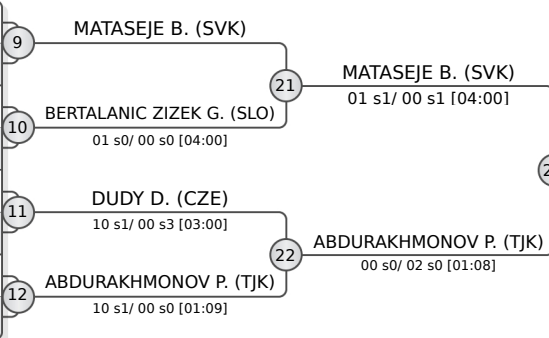 9
MATASEJE B. (SVK)
21
MATASEJE B. (SVK)
01 s1/ 00 s1 [04:00]
10
BERTALANIC ZIZEK G. (SLO)
01 s0/ 00 s0 [04:00]
11
DUDY D. (CZE)
10 s1/ 00 s3 [03:00]
22
ABDURAKHMONOV P. (TJK)
00 s0/ 02 s0 [01:08]
12
ABDURAKHMONOV P. (TJK)
10 s1/ 00 s0 [01:09]